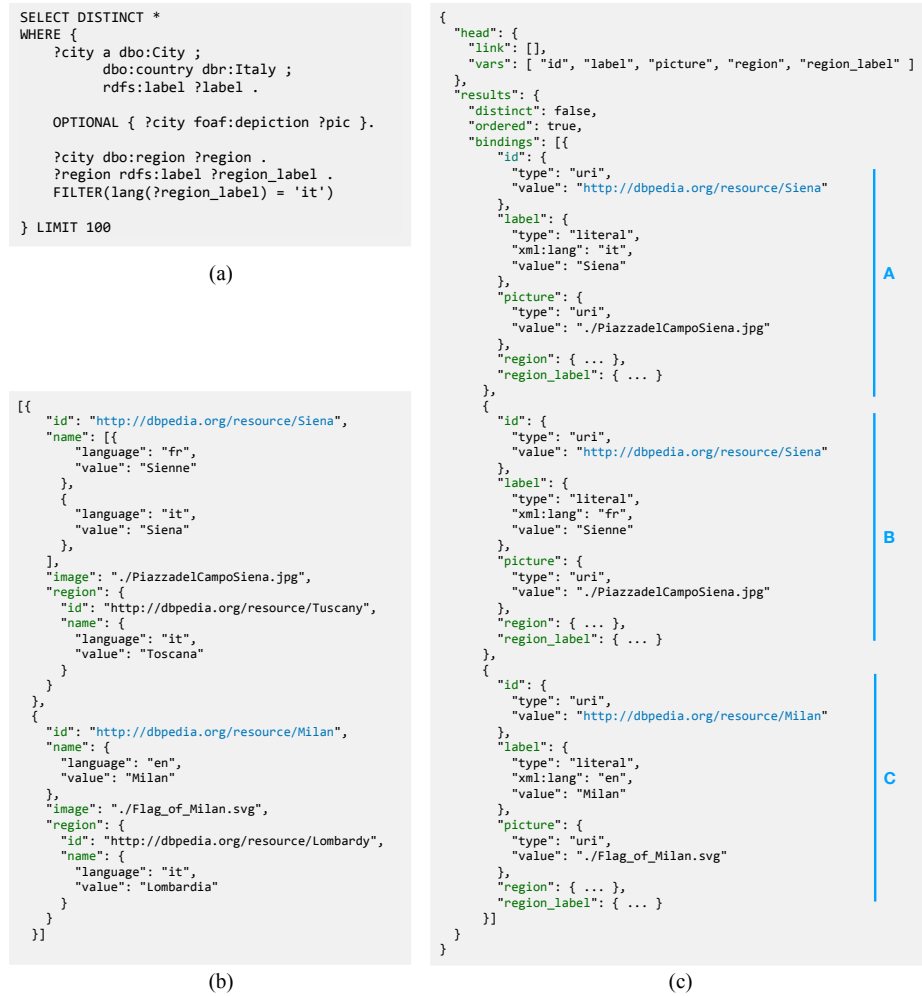 SELECT DISTINCT *
WHERE {
    ?city a dbo:City ;
          dbo:country dbr:Italy ;
          rdfs:label ?label .

    OPTIONAL { ?city foaf:depiction ?pic }.

    ?city dbo:region ?region .
    ?region rdfs:label ?region_label .
    FILTER(lang(?region_label) = 'it')

} LIMIT 100
(a)
[{
    "id": "http://dbpedia.org/resource/Siena",
    "name": [{
        "language": "fr",
        "value": "Sienne"
      },
      {
        "language": "it",
        "value": "Siena"
      },
    ],
    "image": "./PiazzadelCampoSiena.jpg",
    "region": {
      "id": "http://dbpedia.org/resource/Tuscany",
      "name": {
        "language": "it",
        "value": "Toscana"
      }
    }
  },
  {
    "id": "http://dbpedia.org/resource/Milan",
    "name": {
      "language": "en",
      "value": "Milan"
    },
    "image": "./Flag_of_Milan.svg",
    "region": {
      "id": "http://dbpedia.org/resource/Lombardy",
      "name": {
        "language": "it",
        "value": "Lombardia"
      }
    }
  }]
(b)
{
  "head": {
    "link": [],
    "vars": [ "id", "label", "picture", "region", "region_label" ]
  },
  "results": {
    "distinct": false,
    "ordered": true,
    "bindings": [{
        "id": {
          "type": "uri",
          "value": "http://dbpedia.org/resource/Siena"
        },
        "label": {
          "type": "literal",
          "xml:lang": "it",
          "value": "Siena"
        },
        "picture": {
          "type": "uri",
          "value": "./PiazzadelCampoSiena.jpg"
        },
        "region": { ... },
        "region_label": { ... }
      },
A
      {
        "id": {
          "type": "uri",
          "value": "http://dbpedia.org/resource/Siena"
        },
        "label": {
          "type": "literal",
          "xml:lang": "fr",
          "value": "Sienne"
        },
        "picture": {
          "type": "uri",
          "value": "./PiazzadelCampoSiena.jpg"
        },
        "region": { ... },
        "region_label": { ... }
      },
B
      {
        "id": {
          "type": "uri",
          "value": "http://dbpedia.org/resource/Milan"
        },
        "label": {
          "type": "literal",
          "xml:lang": "en",
          "value": "Milan"
        },
        "picture": {
          "type": "uri",
          "value": "./Flag_of_Milan.svg"
        },
        "region": { ... },
        "region_label": { ... }
      }]
C
  }
}
(c)